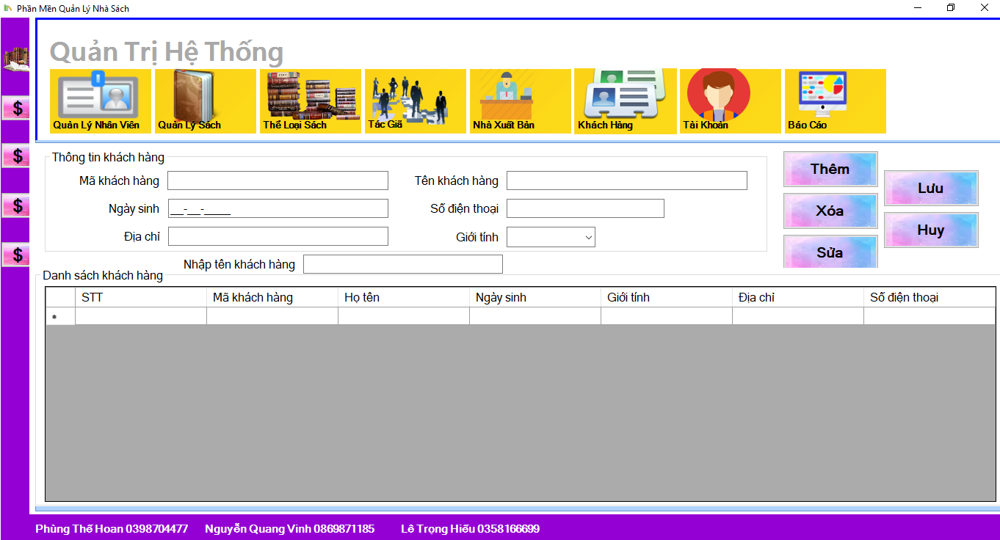 Phần Mền Quản Lý Nhà Sách
Quản Trị Hệ Thống
Quản Lý Nhân Viên
Quản Lý Sách
Thể Loại Sách
Tác Giã
Nhà Xuất Bản
Khách Hàng
Tài Khoản
Báo Cáo
$
$
$
$
Thông tin khách hàng
Mã khách hàng
Tên khách hàng
Ngày sinh __-__-____
Số điện thoại
Địa chỉ
Giới tính
Thêm
Xóa
Sửa
Lưu
Huy
Nhập tên khách hàng
Danh sách khách hàng
STT Mã khách hàng Họ tên Ngày sinh Giới tính Địa chỉ Số điện thoại
*
Phùng Thế Hoan 0398704477 Nguyễn Quang Vinh 0869871185 Lê Trọng Hiếu 0358166699